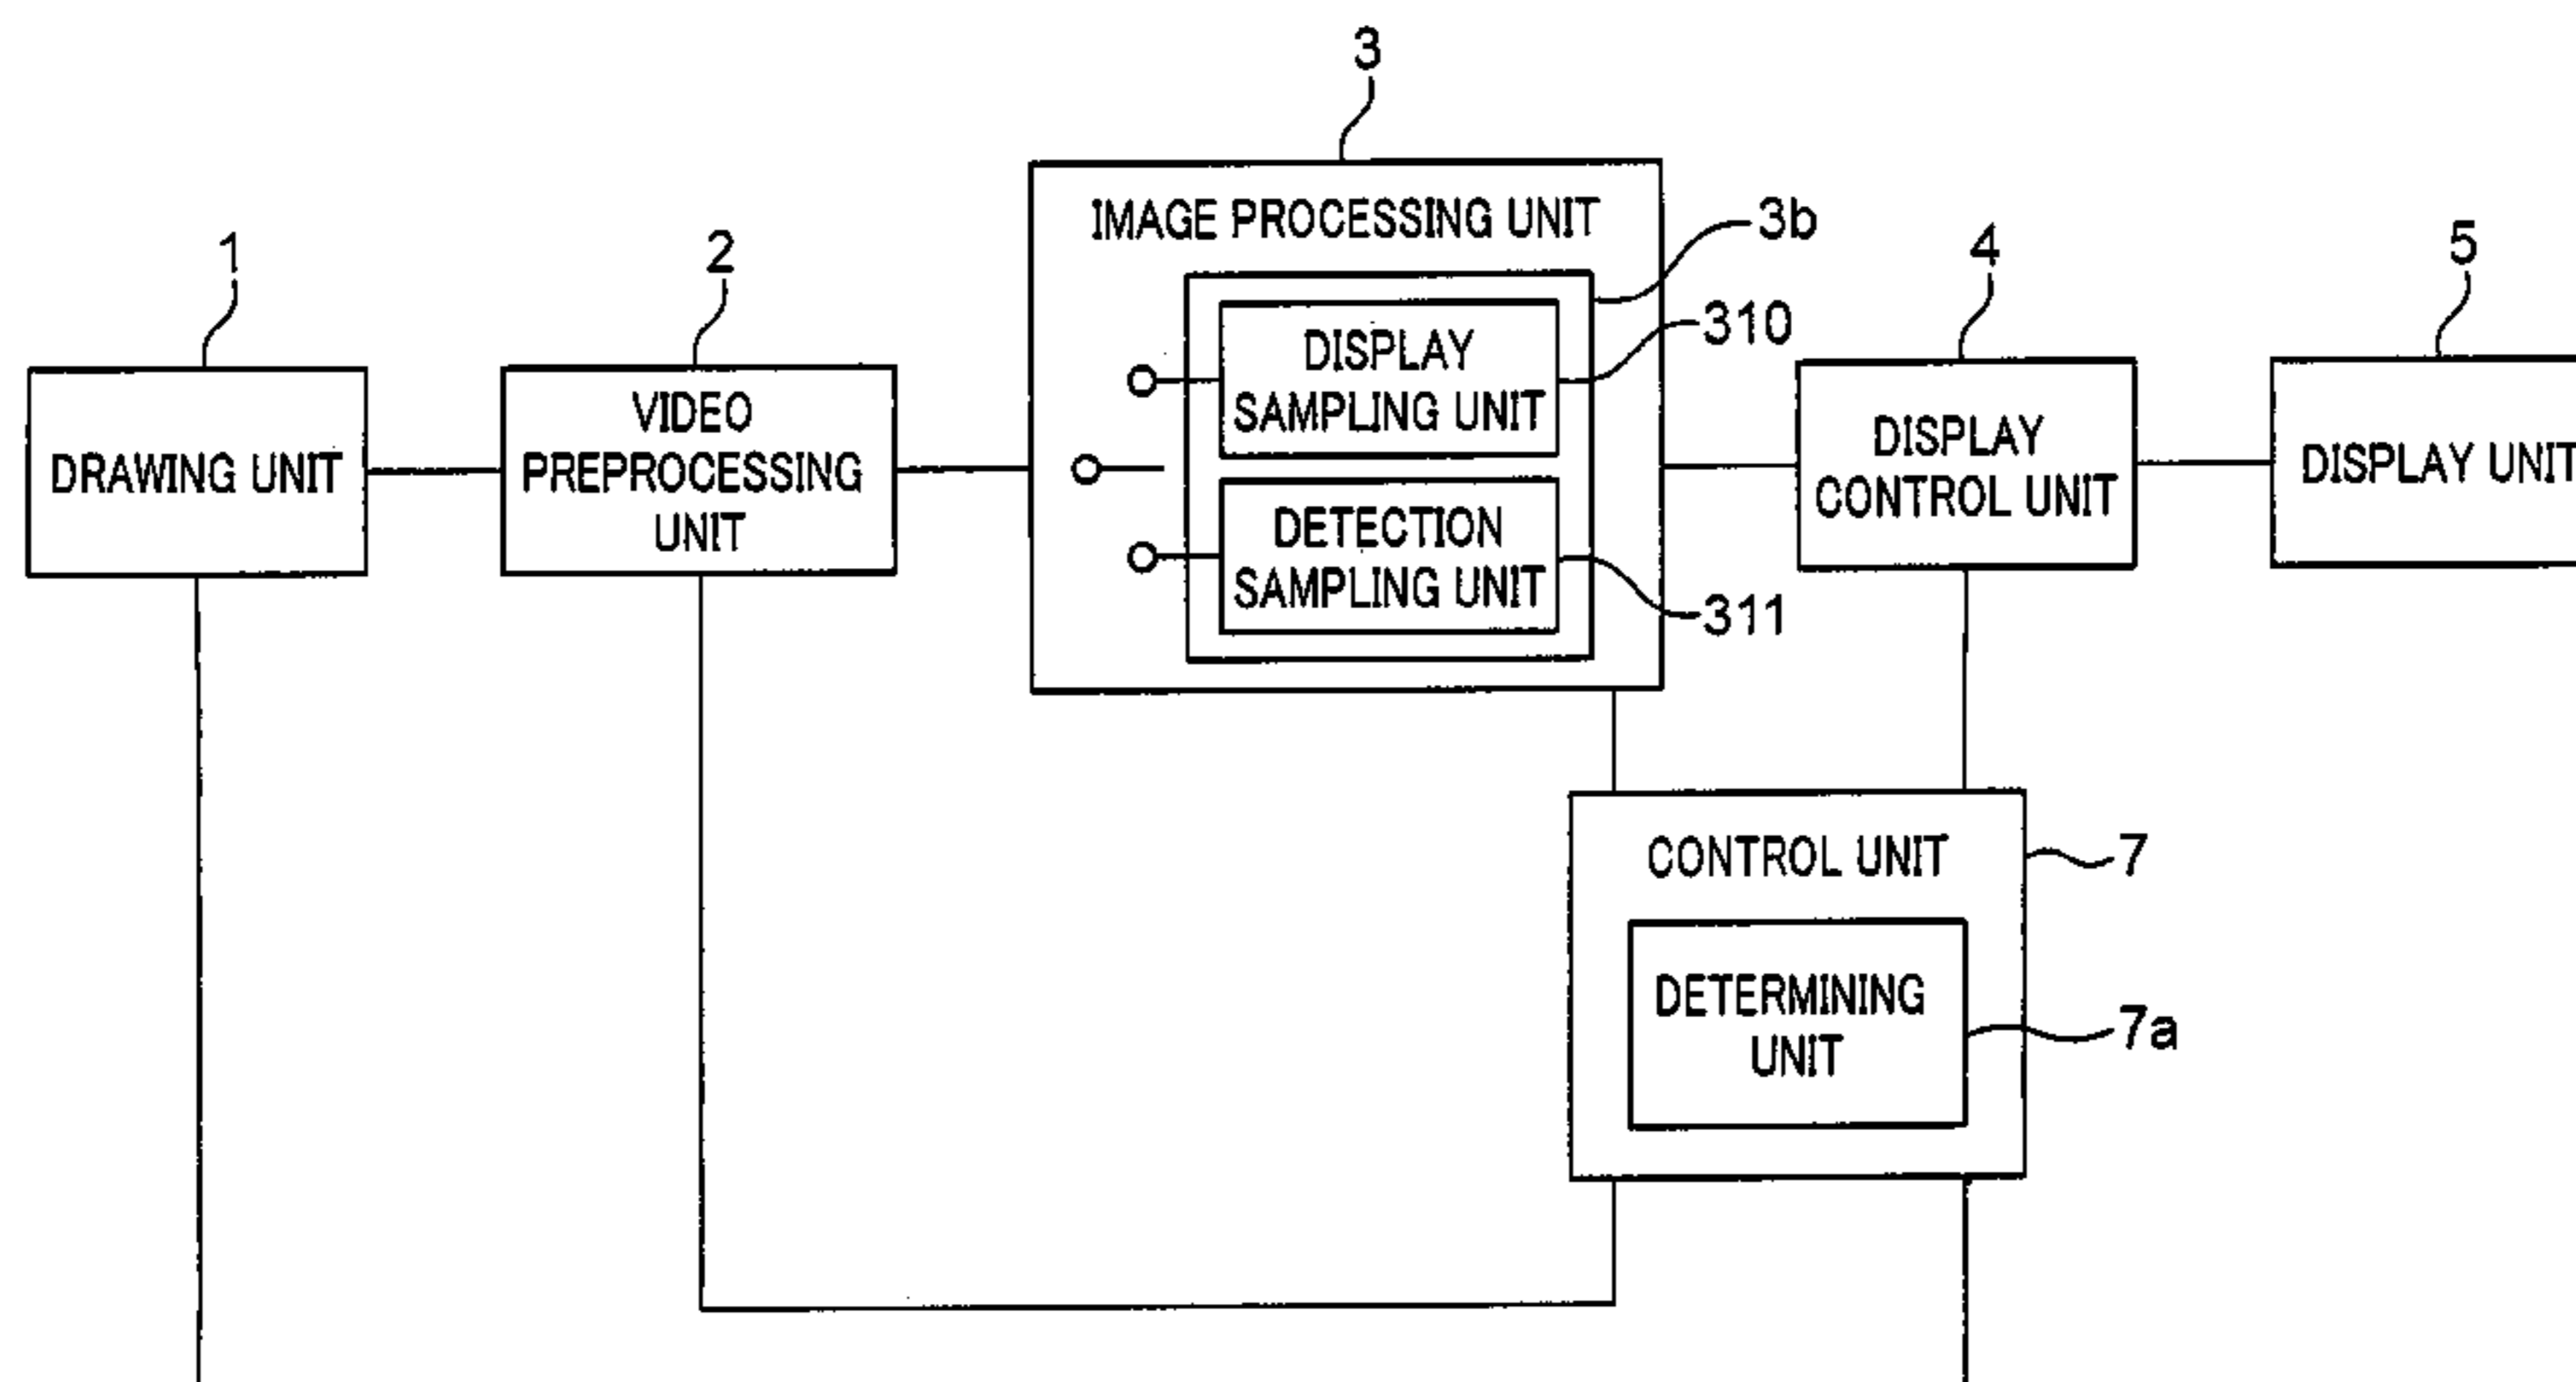 3
IMAGE PROCESSING UNIT
3b
1
2
4
5
DISPLAY
SAMPLING UNIT
310
DRAWING UNIT
VIDEO
PREPROCESSING
UNIT
DETECTION
SAMPLING UNIT
311
DISPLAY
CONTROL UNIT
DISPLAY UNIT
CONTROL UNIT
7
DETERMINING
UNIT
7a